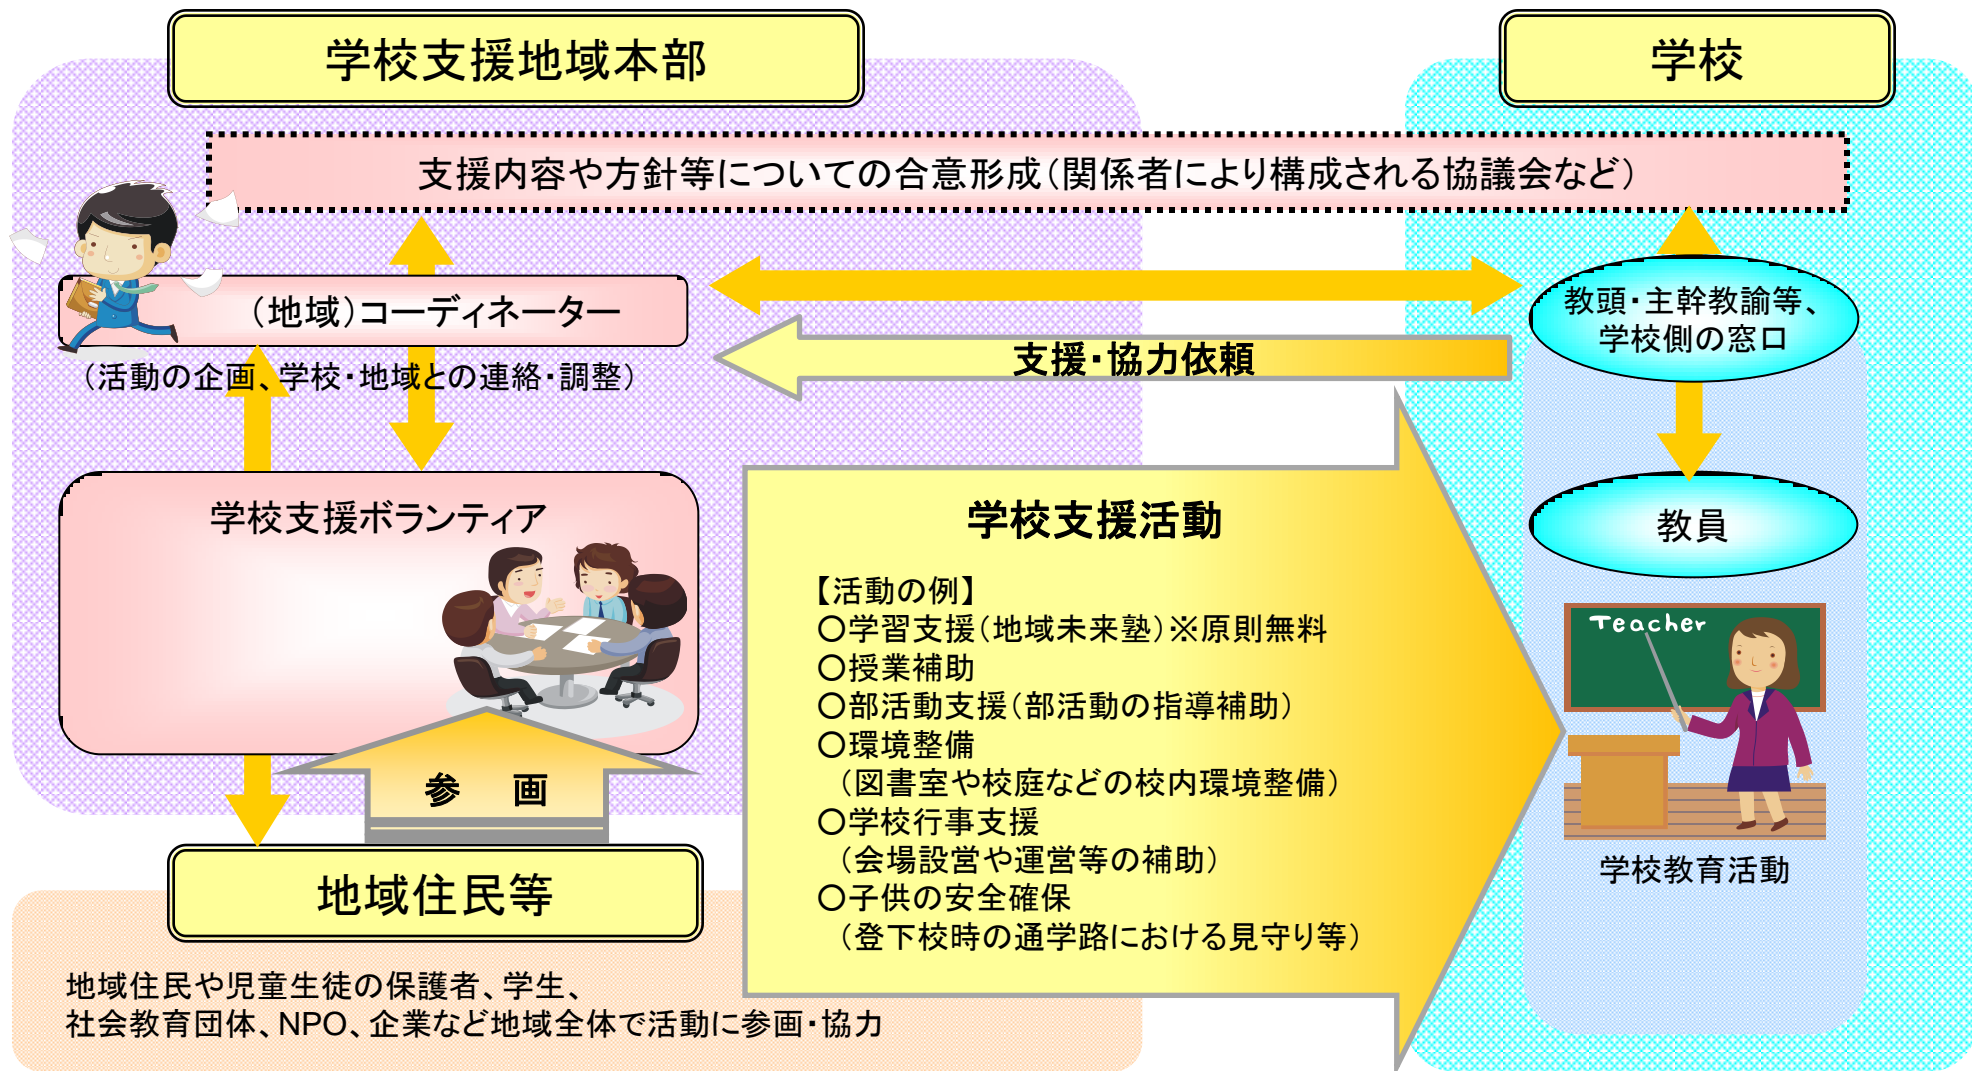 学校支援地域本部
学校
支援内容や方針等についての合意形成（関係者により構成される協議会など）
（地域）コーディネーター
（活動の企画、学校・地域との連絡・調整）
教頭・主幹教諭等、
学校側の窓口
支援・協力依頼
学校支援ボランティア
学校支援活動
【活動の例】
○学習支援（地域未来塾）※原則無料
○授業補助
○部活動支援（部活動の指導補助）
○環境整備
（図書室や校庭などの校内環境整備）
○学校行事支援
（会場設営や運営等の補助）
○子供の安全確保
（登下校時の通学路における見守り等）
教員
Teacher
学校教育活動
参　画
地域住民等
地域住民や児童生徒の保護者、学生、
社会教育団体、NPO、企業など地域全体で活動に参画・協力